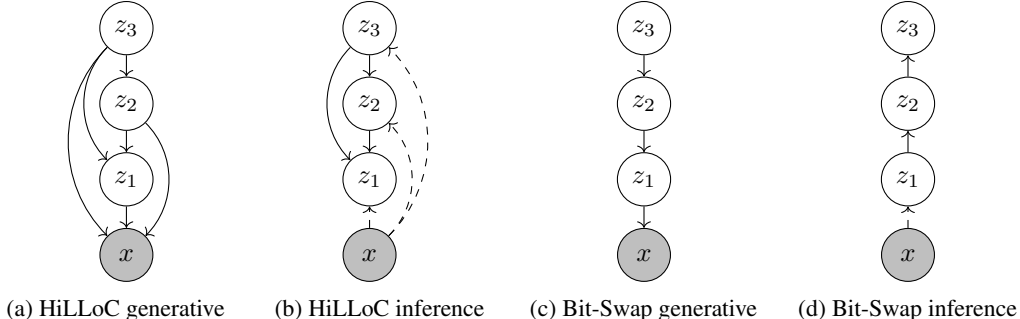 z₃ z₃ z₃ z₃
z₂ z₂ z₂ z₂
z₁ z₁ z₁ z₁
x x x x
(a) HiLLoC generative (b) HiLLoC inference (c) Bit-Swap generative (d) Bit-Swap inference